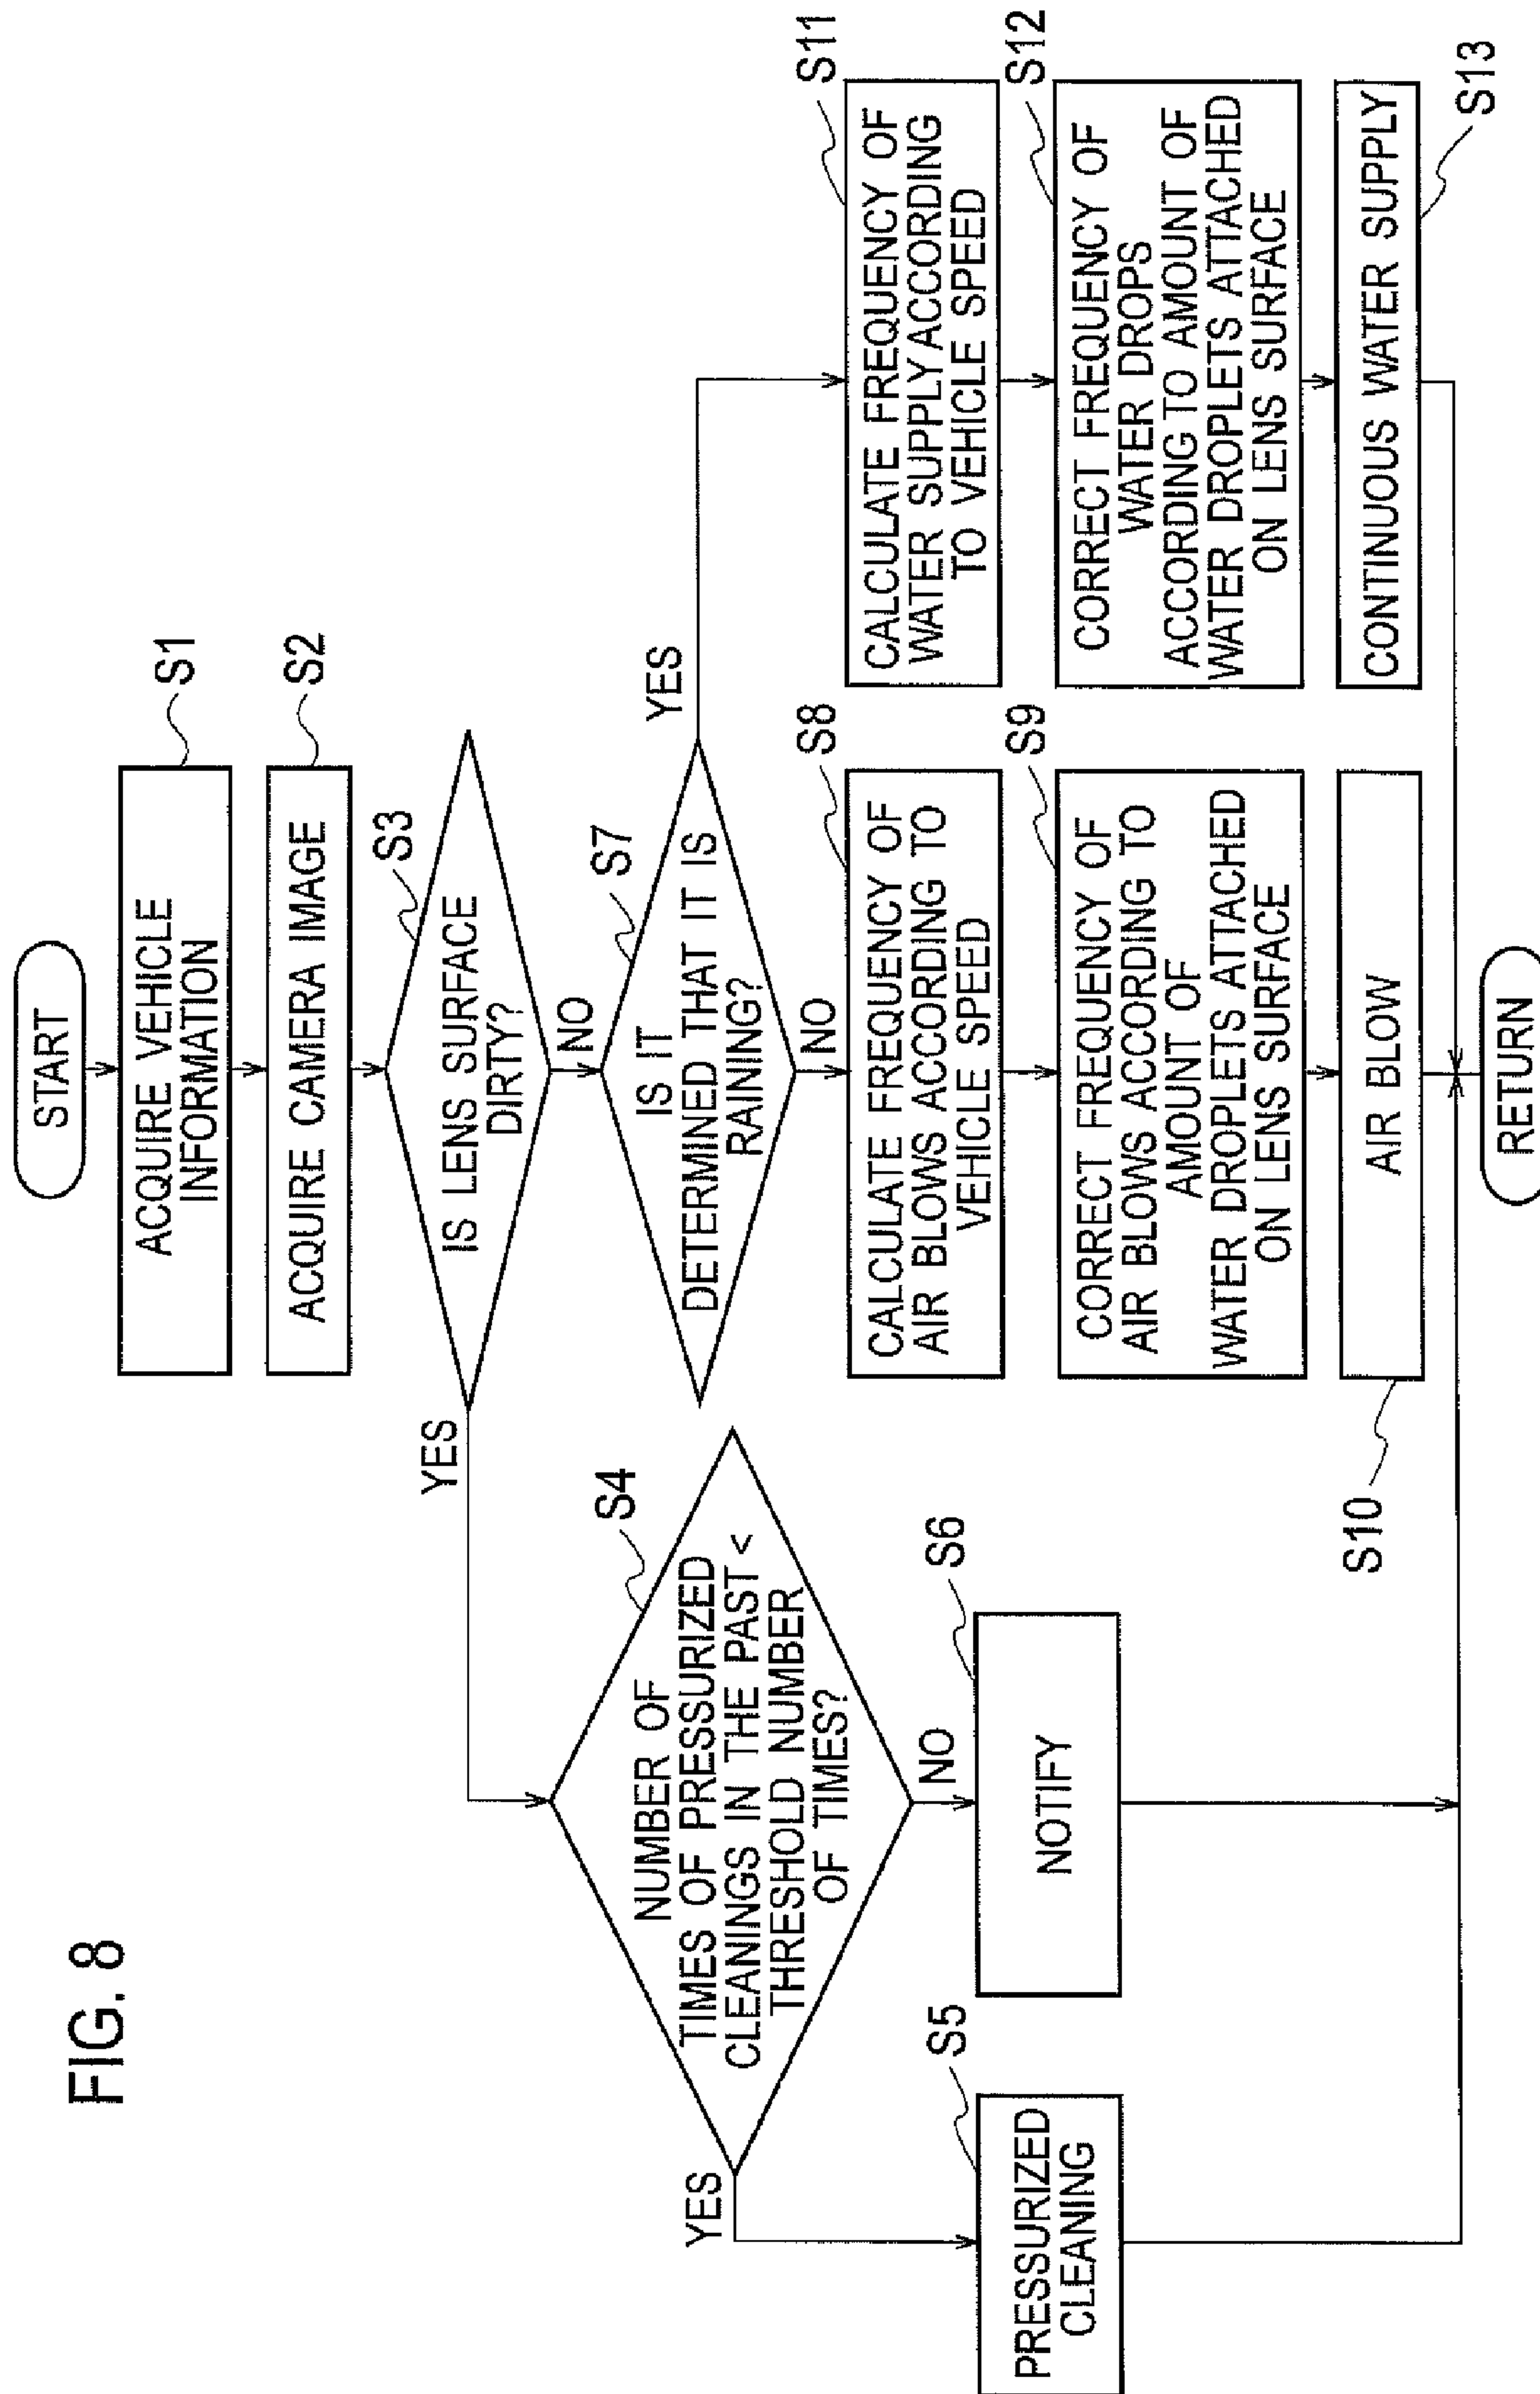 FIG. 8
START
ACQUIRE VEHICLE
INFORMATION
S1
ACQUIRE CAMERA IMAGE
S2
IS LENS SURFACE
DIRTY?
S3
YES
NO
NUMBER OF
TIMES OF PRESSURIZED
CLEANINGS IN THE PAST <
THRESHOLD NUMBER
OF TIMES?
S4
YES
NO
PRESSURIZED
CLEANING
S5
NOTIFY
S6
IS IT
DETERMINED THAT IT IS
RAINING?
S7
YES
NO
CALCULATE FREQUENCY OF
AIR BLOWS ACCORDING TO
VEHICLE SPEED
S8
CORRECT FREQUENCY OF
AIR BLOWS ACCORDING TO
AMOUNT OF
WATER DROPLETS ATTACHED
ON LENS SURFACE
S9
AIR BLOW
S10
CALCULATE FREQUENCY OF
WATER SUPPLY ACCORDING
TO VEHICLE SPEED
S11
CORRECT FREQUENCY OF
WATER DROPS
ACCORDING TO AMOUNT OF
WATER DROPLETS ATTACHED
ON LENS SURFACE
S12
CONTINUOUS WATER SUPPLY
S13
RETURN